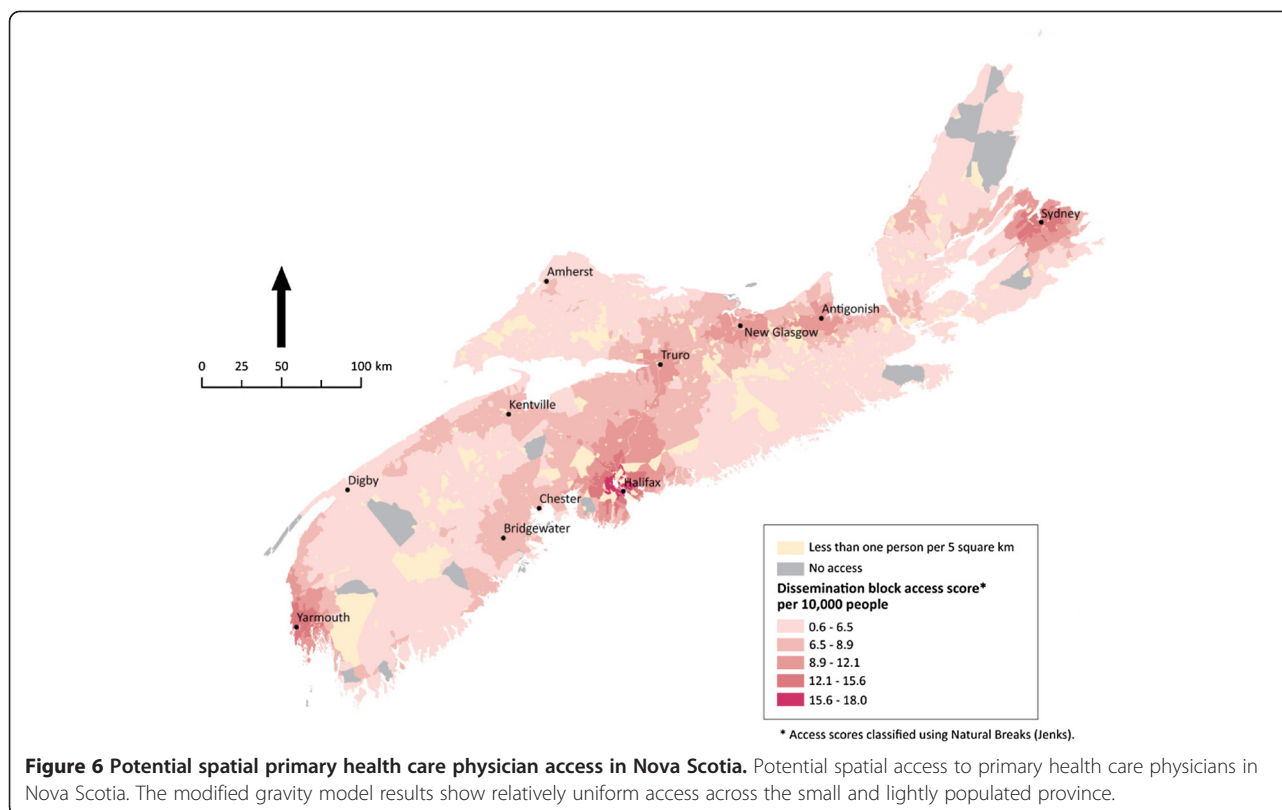 Sydney
Amherst
Antigonish
New Glasgow
Truro
0 50 100 km
Kentville
Digby
Halifax
Chester
Bridgewater
Yarmouth
Less than one person per 5 square km
No access
Dissemination block access score*
per 10,000 people
0.6 - 6.5
6.5 - 8.9
8.9 - 12.1
12.1 - 15.6
15.6 - 18.0
* Access scores classified using Natural Breaks (Jenks).
Figure 6 Potential spatial primary health care physician access in Nova Scotia. Potential spatial access to primary health care physicians in
Nova Scotia. The modified gravity model results show relatively uniform access across the small and lightly populated province.